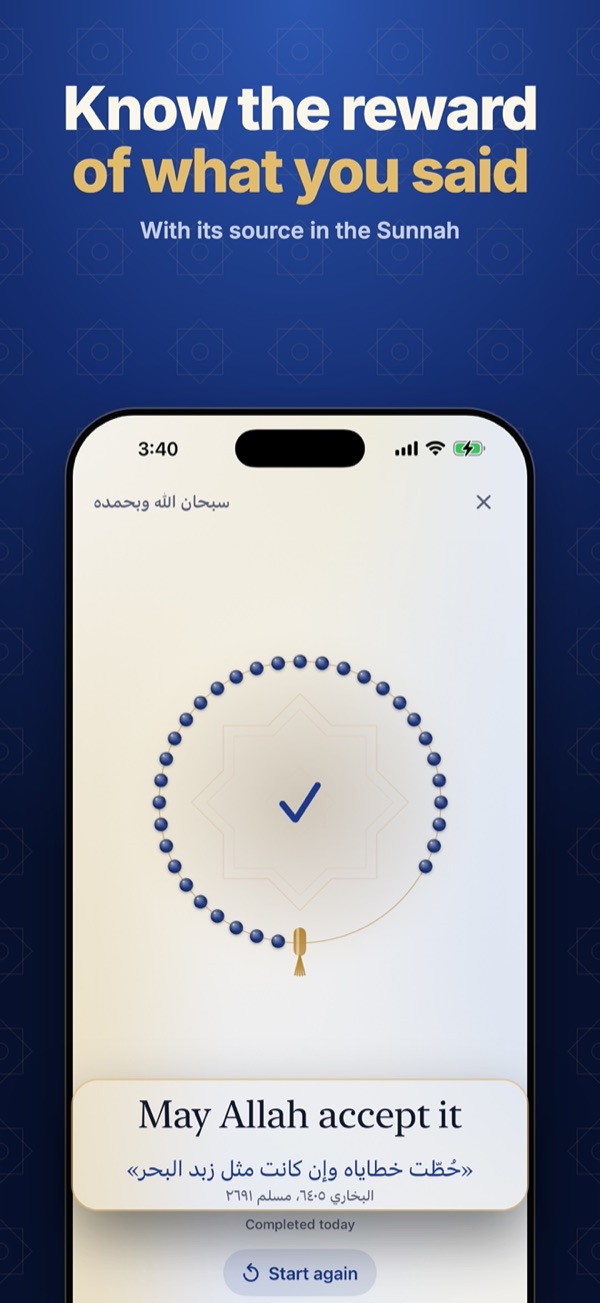 Know the reward
of what you said
With its source in the Sunnah
3:40
سبحان الله وبحمده
May Allah accept it
«حُطّت خطاياه وإن كانت مثل زبد البحر»
البخاري ٦٤٠٥، مسلم ٢٦٩١
Completed today
Start again